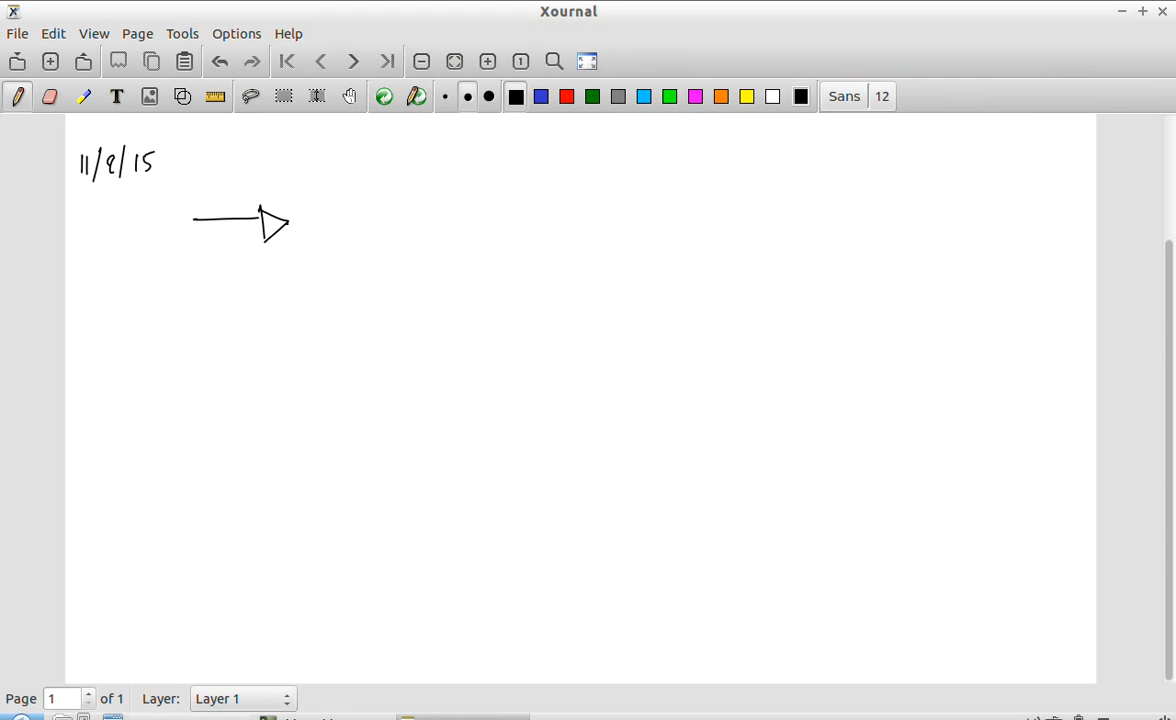 Xournal
File Edit View Page Tools Options Help
Sans 12
11/9/15
Page 1 of 1 Layer: Layer 1